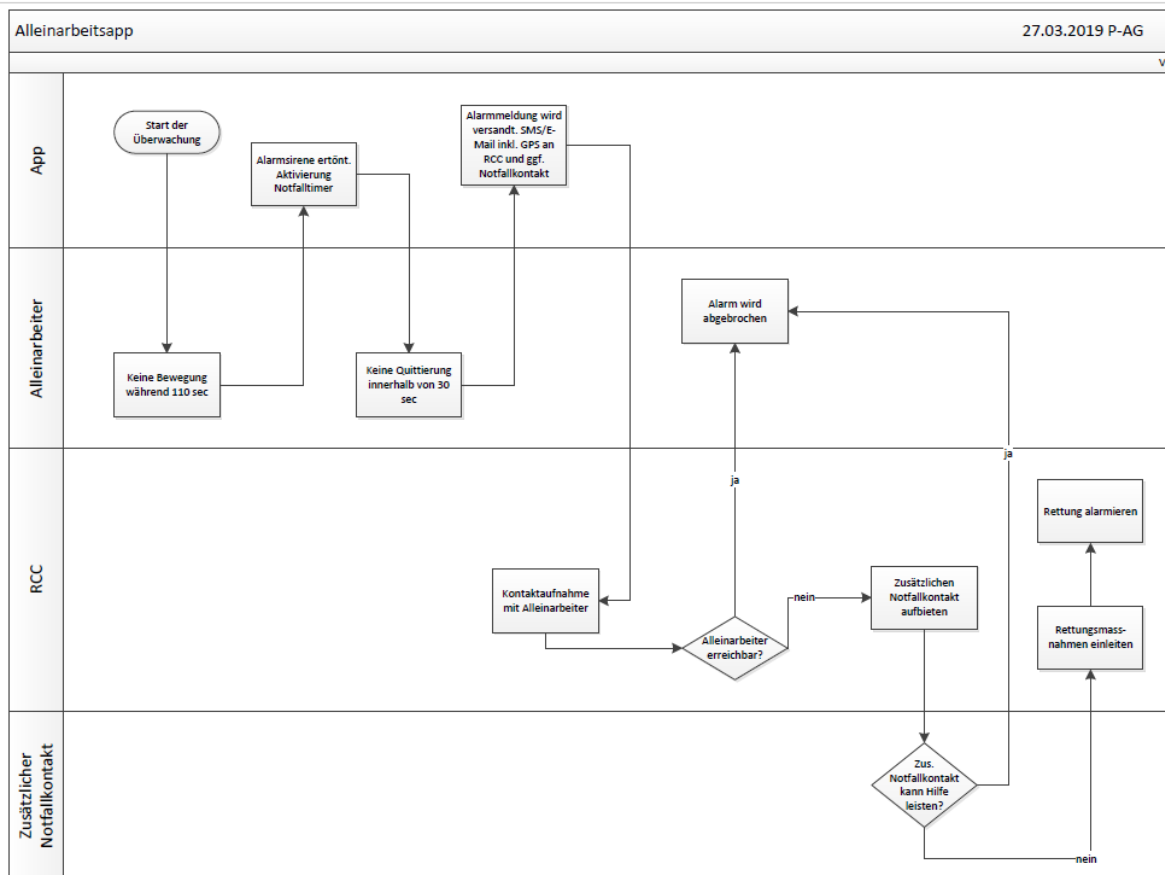 Alleinarbeitsapp
27.03.2019 P-AG
V
App
Start der
Überwachung
Alarmsirene ertönt.
Aktivierung
Notfalltimer
Alarmmeldung wird
versandt. SMS/E-
Mail inkl. GPS an
RCC und ggf.
Notfallkontakt
Alleinarbeiter
Keine Bewegung
während 110 sec
Keine Quittierung
innerhalb von 30
sec
Alarm wird
abgebrochen
RCC
ja
ja
Kontaktaufnahme
mit Alleinarbeiter
Alleinarbeiter
erreichbar?
nein
Zusätzlichen
Notfallkontakt
aufbieten
Rettung alarmieren
Rettungsmass-
nahmen einleiten
Zusätzlicher
Notfallkontakt
Zus.
Notfallkontakt
kann Hilfe
leisten?
nein